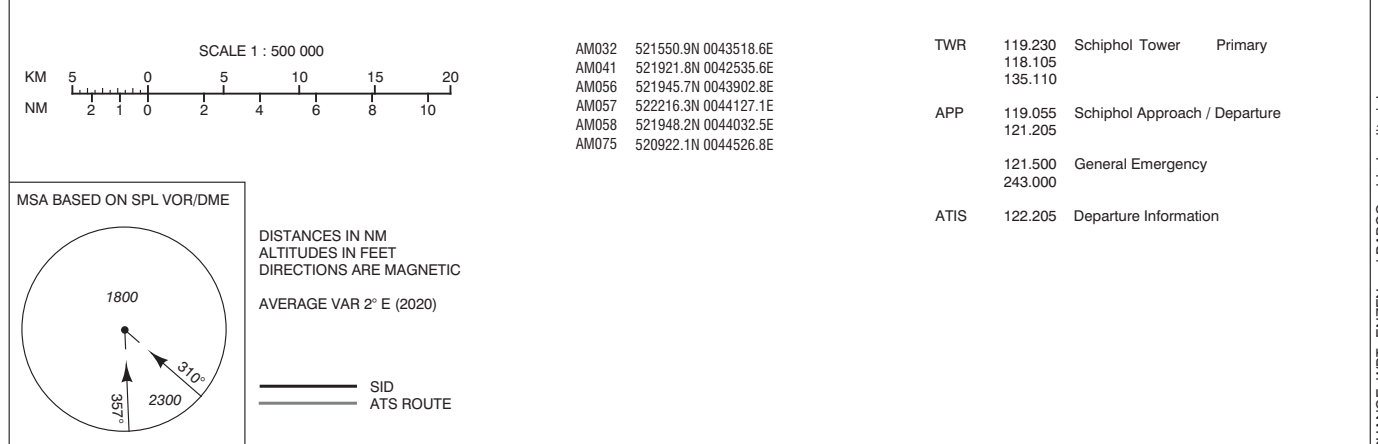 SCALE 1 : 500 000
KM 5 0 5 10 15 20
NM 2 1 0 2 4 6 8 10
AM032 521550.9N 0043518.6E
AM041 521921.8N 0042535.6E
AM056 521945.7N 0043902.8E
AM057 522216.3N 0044127.1E
AM058 521948.2N 0044032.5E
AM075 520922.1N 0044526.8E
TWR 119.230 Schiphol Tower Primary
118.105
135.110
APP 119.055 Schiphol Approach / Departure
121.205
121.500 General Emergency
243.000
ATIS 122.205 Departure Information
MSA BASED ON SPL VOR/DME
1800
310°
357°
2300
DISTANCES IN NM
ALTITUDES IN FEET
DIRECTIONS ARE MAGNETIC
AVERAGE VAR 2° E (2020)
SID
ATS ROUTE